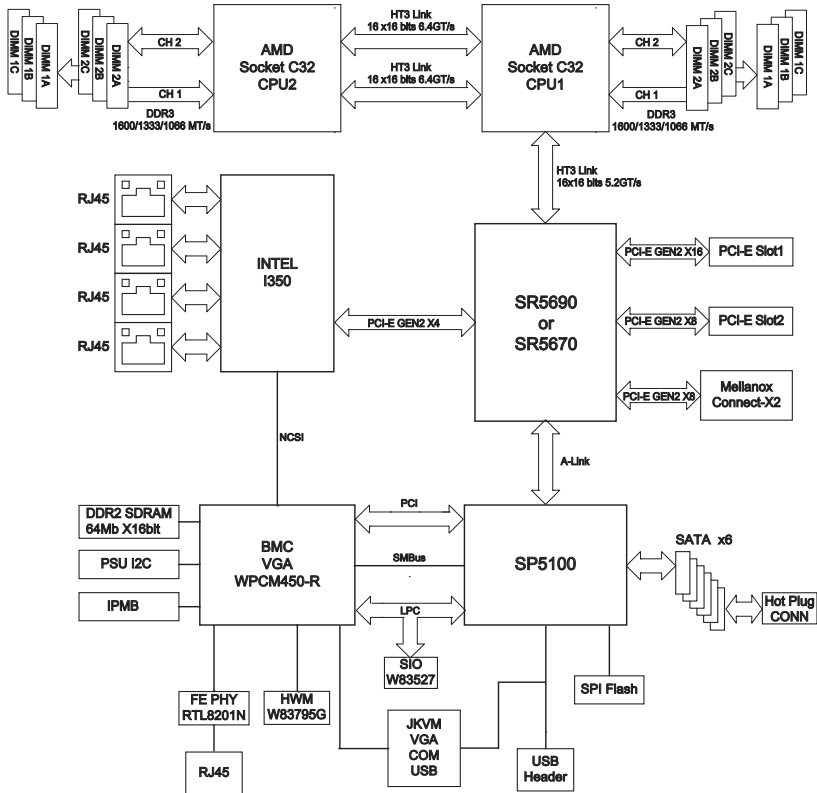 DIMM 1C
DIMM 1B
DIMM 1A
DIMM 2C
DIMM 2B
DIMM 2A
CH 2
CH 1
DDR3
1600/1333/1066 MT/s
AMD
Socket C32
CPU2
HT3 Link
16 x16 bits 6.4GT/s
HT3 Link
16 x16 bits 6.4GT/s
AMD
Socket C32
CPU1
CH 2
CH 1
DDR3
1600/1333/1066 MT/s
DIMM 2A
DIMM 2B
DIMM 2C
DIMM 1A
DIMM 1B
DIMM 1C
HT3 Link
16x16 bits 5.2GT/s
RJ45
RJ45
RJ45
RJ45
INTEL
I350
PCI-E GEN2 X4
SR5690
or
SR5670
PCI-E GEN2 X16
PCI-E Slot1
PCI-E GEN2 X8
PCI-E Slot2
PCI-E GEN2 X8
Mellanox
Connect-X2
NCSI
A-Link
DDR2 SDRAM
64Mb X16bit
PSU I2C
IPMB
BMC
VGA
WPCM450-R
PCI
SMBus
LPC
SP5100
SATA x6
Hot Plug
CONN
SIO
W83527
SPI Flash
FE PHY
RTL8201N
HWM
W83795G
JKVM
VGA
COM
USB
RJ45
USB
Header